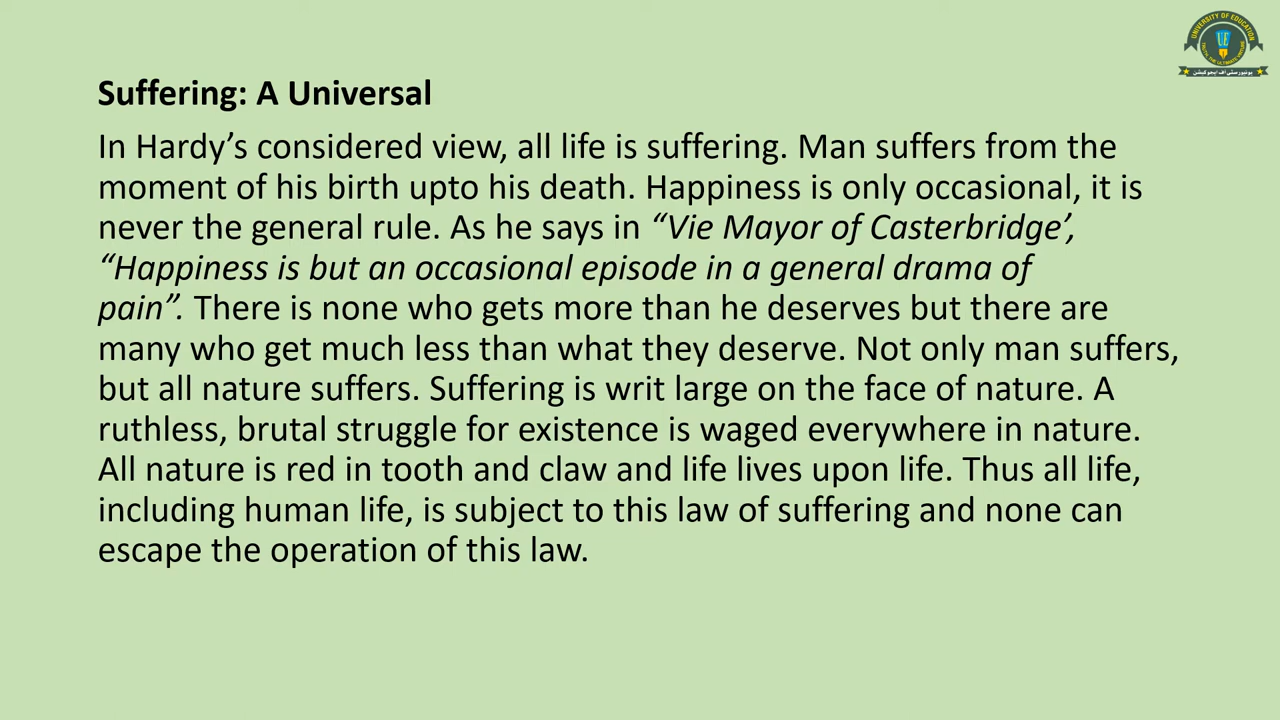 UNIVERSITY OF EDUCATION
UE
یونیورسٹی آف ایجوکیشن
Suffering: A Universal
In Hardy’s considered view, all life is suffering. Man suffers from the
moment of his birth upto his death. Happiness is only occasional, it is
never the general rule. As he says in “Vie Mayor of Casterbridge’,
“Happiness is but an occasional episode in a general drama of
pain”. There is none who gets more than he deserves but there are
many who get much less than what they deserve. Not only man suffers,
but all nature suffers. Suffering is writ large on the face of nature. A
ruthless, brutal struggle for existence is waged everywhere in nature.
All nature is red in tooth and claw and life lives upon life. Thus all life,
including human life, is subject to this law of suffering and none can
escape the operation of this law.